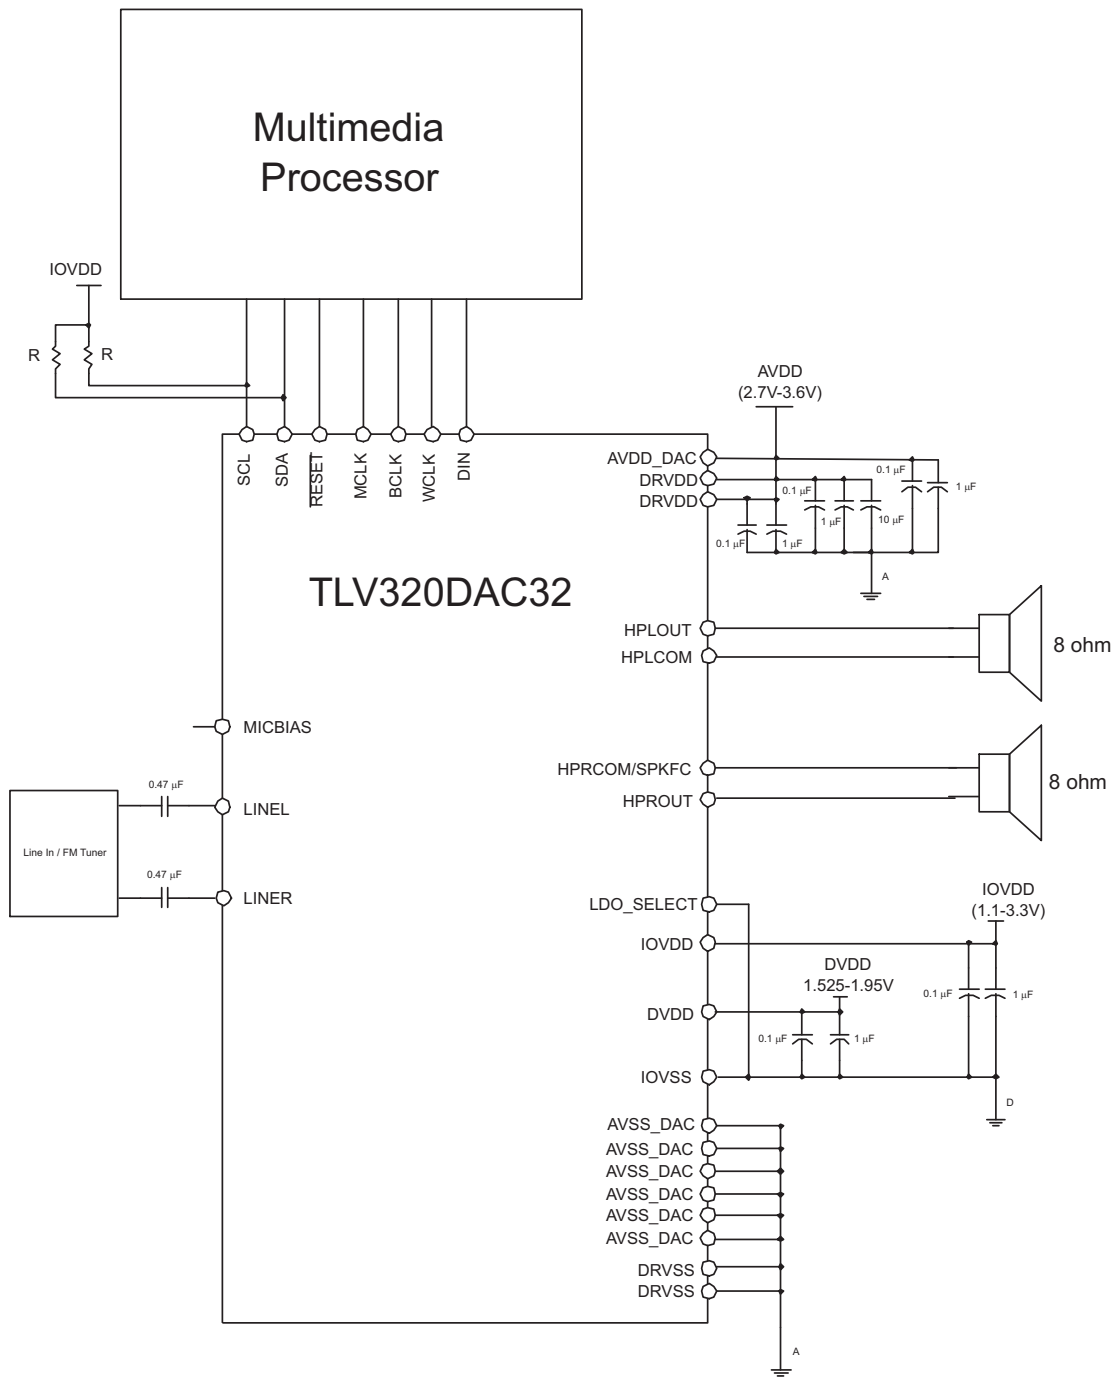 Multimedia
Processor
IOVDD
R
R
AVDD
(2.7V-3.6V)
SCL
SDA
RESET
MCLK
BCLK
WCLK
DIN
AVDD_DAC
DRVDD
DRVDD
0.1 µF
1 µF
0.1 µF
1 µF
10 µF
0.1 µF
1 µF
A
TLV320DAC32
HPLOUT
HPLCOM
8 ohm
MICBIAS
HPRCOM/SPKFC
HPROUT
8 ohm
0.47 µF
LINEL
Line In / FM Tuner
0.47 µF
LINER
LDO_SELECT
IOVDD
(1.1-3.3V)
IOVDD
DVDD
1.525-1.95V
0.1 µF
1 µF
DVDD
0.1 µF
1 µF
IOVSS
D
AVSS_DAC
AVSS_DAC
AVSS_DAC
AVSS_DAC
AVSS_DAC
AVSS_DAC
DRVSS
DRVSS
A